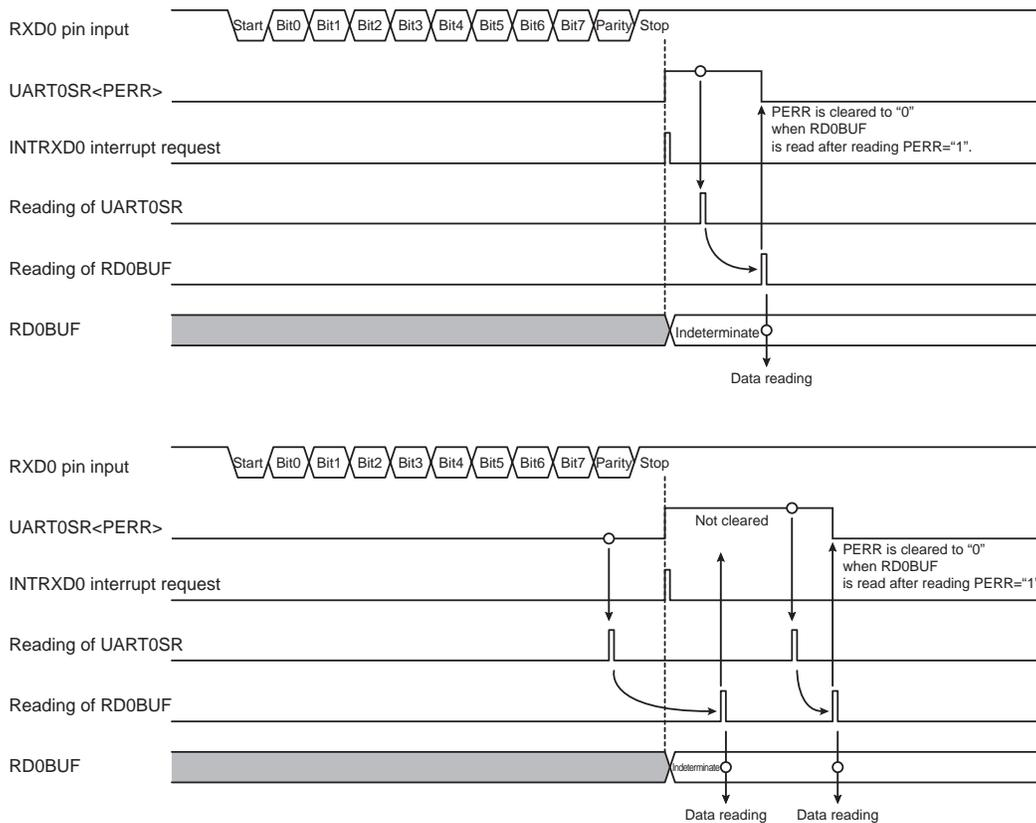 RXD0 pin input
Start Bit0 Bit1 Bit2 Bit3 Bit4 Bit5 Bit6 Bit7 Parity Stop
UART0SR<PERR>
PERR is cleared to “0”
when RD0BUF
is read after reading PERR=“1”.
INTRXD0 interrupt request
Reading of UART0SR
Reading of RD0BUF
RD0BUF
Indeterminate
Data reading
RXD0 pin input
Start Bit0 Bit1 Bit2 Bit3 Bit4 Bit5 Bit6 Bit7 Parity Stop
UART0SR<PERR>
Not cleared
PERR is cleared to “0”
when RD0BUF
is read after reading PERR=“1”
INTRXD0 interrupt request
Reading of UART0SR
Reading of RD0BUF
RD0BUF
Indeterminate
Data reading Data reading